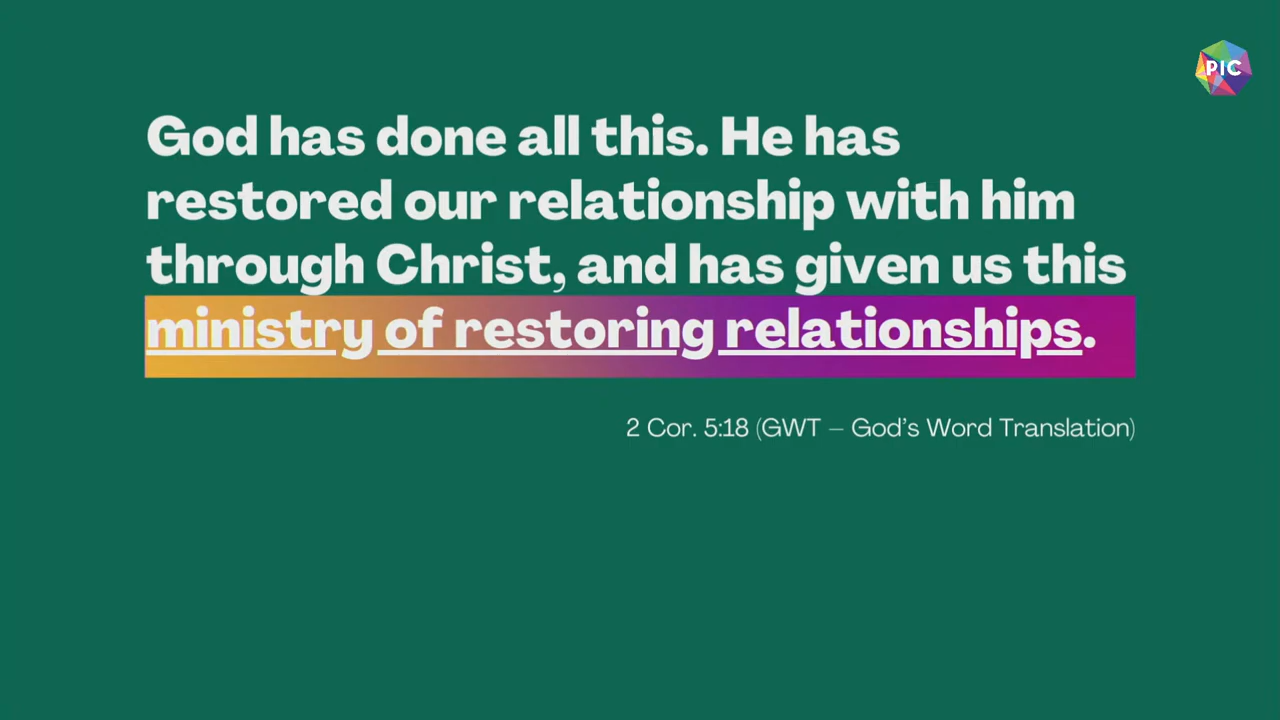 PIC
God has done all this. He has
restored our relationship with him
through Christ, and has given us this
ministry of restoring relationships.
2 Cor. 5:18 (GWT – God’s Word Translation)